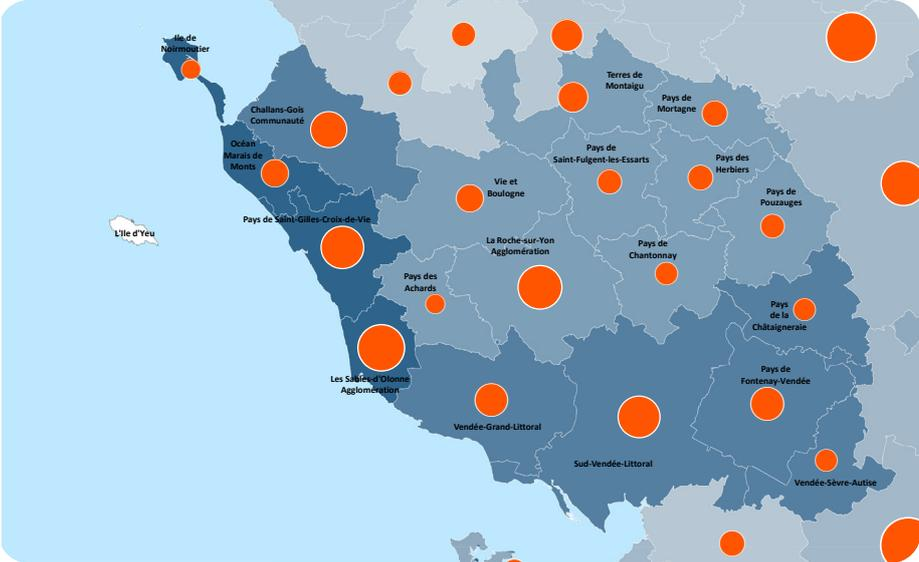 Ile de
Noirmoutier
Challans-Gois
Communauté
Océan
Marais de
Monts
Pays de Saint-Gilles-Croix-de-Vie
L'Ile d'Yeu
Terres de
Montaigu
Pays de
Mortagne
Pays de
Saint-Fulgent-les-Essarts
Pays des
Herbiers
Vie et
Boulogne
Pays de
Pouzauges
La Roche-sur-Yon
Agglomération
Pays de
Chantonnay
Pays des
Achards
Pays
de la
Châtaigneraie
Les Sables-d'Olonne
Agglomération
Pays de
Fontenay-Vendée
Vendée-Grand-Littoral
Sud-Vendée-Littoral
Vendée-Sèvre-Autise